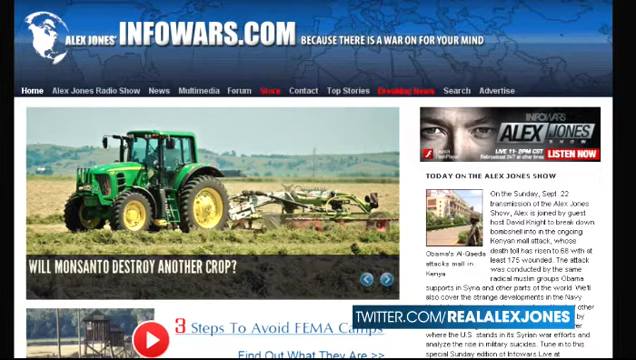 ALEX JONES' INFOWARS.COM BECAUSE THERE IS A WAR ON FOR YOUR MIND
Home Alex Jones Radio Show News Multimedia Forum Store Contact Top Stories Breaking News Search Advertise
INFOWARS
ALEX JONES
SHOW
LIVE 11-2PM CST
LISTEN NOW
WILL MONSANTO DESTROY ANOTHER CROP?
TODAY ON THE ALEX JONES SHOW
On the Sunday, Sept. 22
transmission of the Alex Jones
Show, Alex is joined by guest
host David Knight to break down
bombshell into in the ongoing
Kenyan mall attack, whose
death toll has risen to 68 with at
least 175 wounded. The attack
was conducted by the same
radical muslim groups Obama
Obama's Al-Qaeda
attacks mall in
Kenya
supports in Syria and other parts of the world. We'll
also cover the strange developments in the Navy
where the U.S. stands in its Syrian war efforts and
analyze the rise in military suicides. Tune in to this
special Sunday edition of Infowars Live at
3 Steps To Avoid FEMA Camps
Find Out What They Are >>
TWITTER.COM/REALALEXJONES